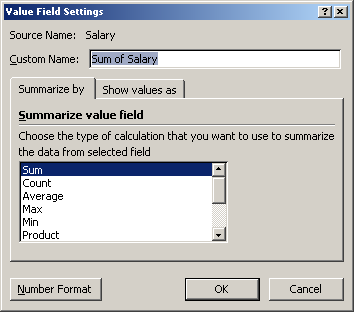 Value Field Settings
Source Name: Salary
Custom Name: Sum of Salary
Summarize by Show values as
Summarize value field
Choose the type of calculation that you want to use to summarize
the data from selected field
Sum
Count
Average
Max
Min
Product
Number Format OK Cancel